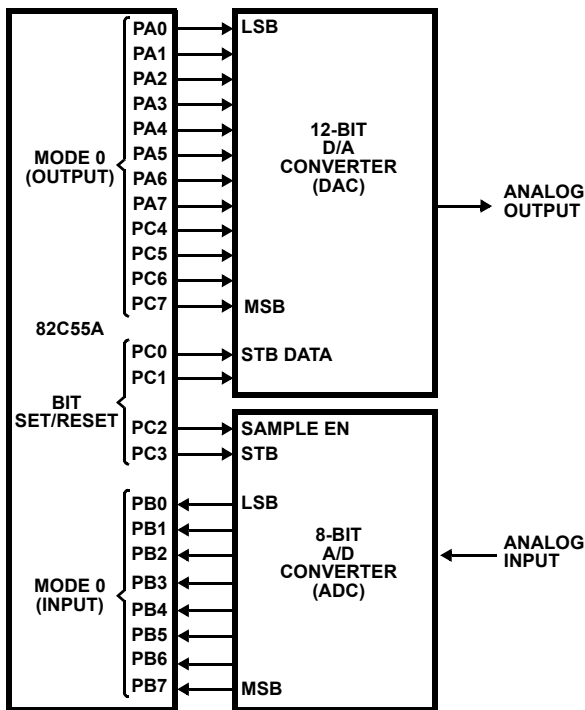 PA0
PA1
PA2
PA3
PA4
PA5
PA6
PA7
PC4
PC5
PC6
PC7
MODE 0
(OUTPUT)
82C55A
PC0
PC1
PC2
PC3
BIT
SET/RESET
PB0
PB1
PB2
PB3
PB4
PB5
PB6
PB7
MODE 0
(INPUT)
LSB
12-BIT
D/A
CONVERTER
(DAC)
MSB
STB DATA
ANALOG
OUTPUT
SAMPLE EN
STB
LSB
8-BIT
A/D
CONVERTER
(ADC)
MSB
ANALOG
INPUT